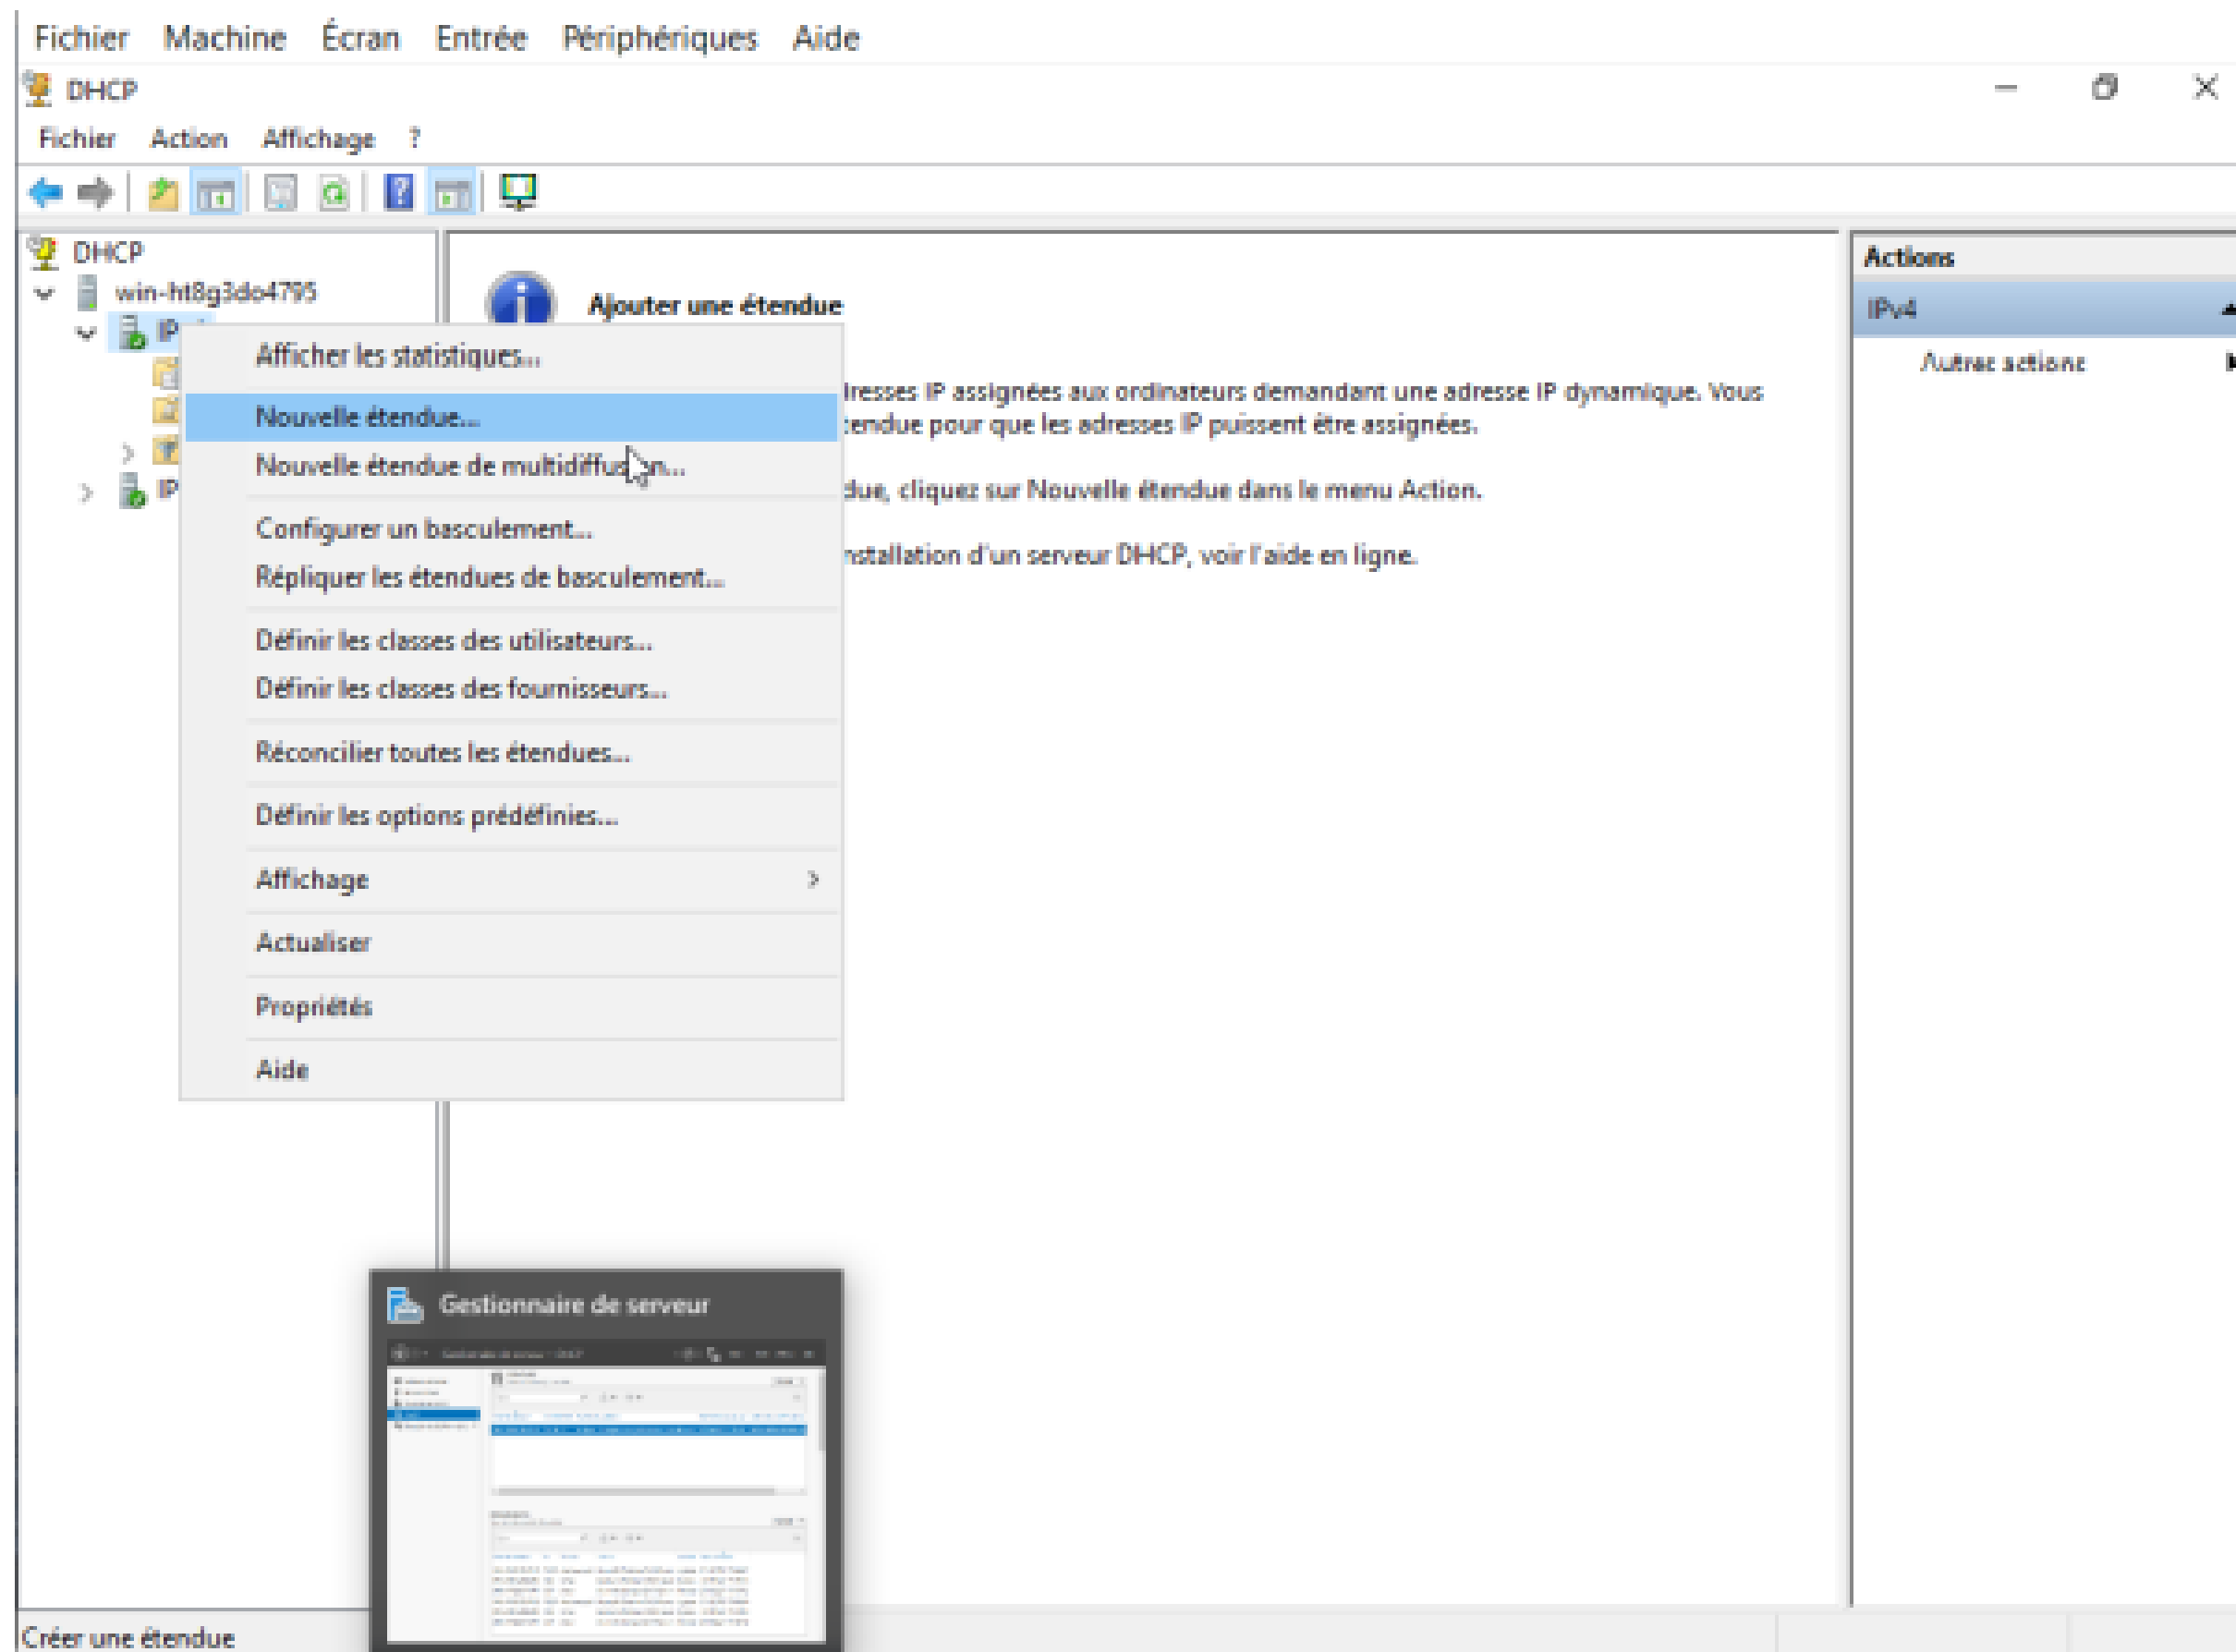 Fichier Machine Écran Entrée Périphériques Aide
DHCP
Fichier Action Affichage ?
DHCP
win-ht8g3do4795
IP
IP
Afficher les statistiques...
Nouvelle étendue...
Nouvelle étendue de multidiffusion...
Configurer un basculement...
Répliquer les étendues de basculement...
Définir les classes des utilisateurs...
Définir les classes des fournisseurs...
Réconcilier toutes les étendues...
Définir les options prédéfinies...
Affichage
Actualiser
Propriétés
Aide
Ajouter une étendue
dresses IP assignées aux ordinateurs demandant une adresse IP dynamique. Vous
tendue pour que les adresses IP puissent être assignées.
due, cliquez sur Nouvelle étendue dans le menu Action.
nstallation d'un serveur DHCP, voir l'aide en ligne.
Actions
IPv4
Autres actions
Gestionnaire de serveur
Créer une étendue